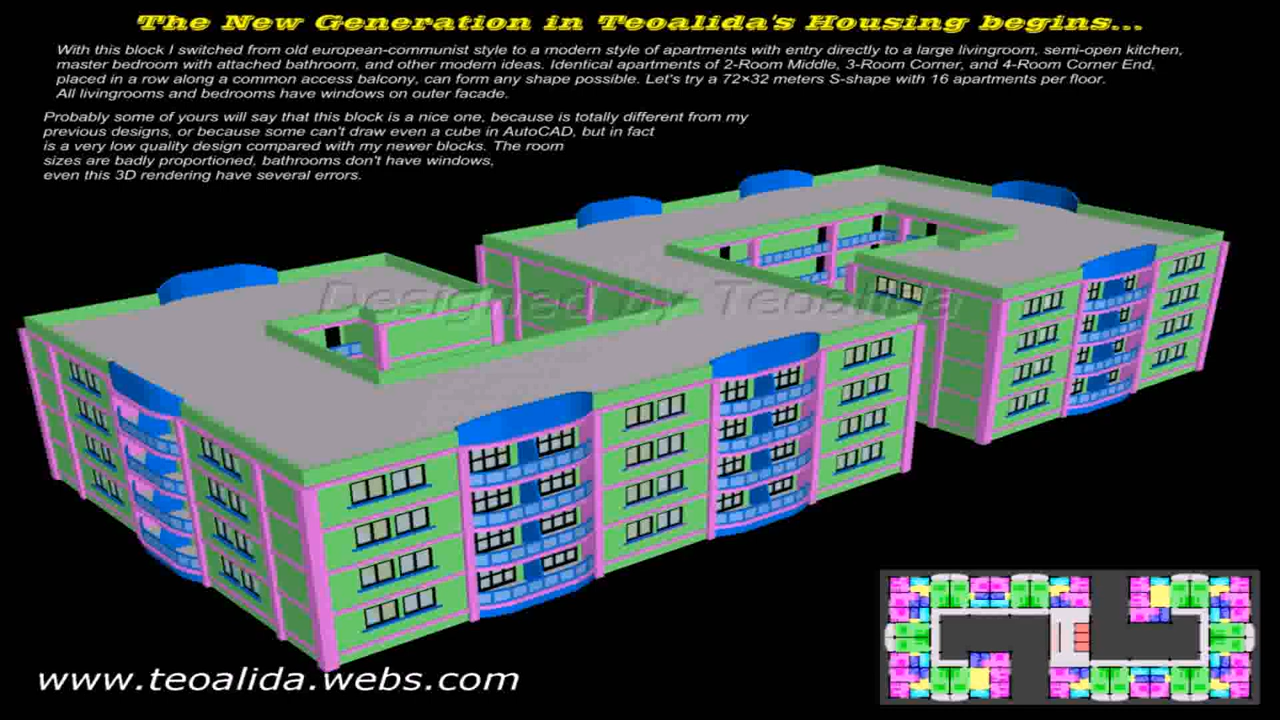 The New Generation in Teoalida's Housing begins...
With this block I switched from old european-communist style to a modern style of apartments with entry directly to a large livingroom, semi-open kitchen,
master bedroom with attached bathroom, and other modern ideas. Identical apartments of 2-Room Middle, 3-Room Corner, and 4-Room Corner End,
placed in a row along a common access balcony, can form any shape possible. Let's try a 72×32 meters S-shape with 16 apartments per floor.
All livingrooms and bedrooms have windows on outer facade.
Probably some of yours will say that this block is a nice one, because is totally different from my
previous designs, or because some can't draw even a cube in AutoCAD, but in fact
is a very low quality design compared with my newer blocks. The room
sizes are badly proportioned, bathrooms don't have windows,
even this 3D rendering have several errors.
Designed by Teoalida
www.teoalida.webs.com